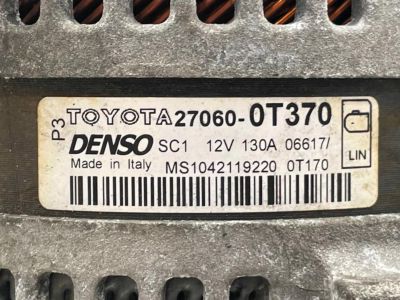 P3 TOYOTA 27060-0T370
DENSO SC1 12V 130A 06617/
Made in Italy MS1042119220 0T170
LIN